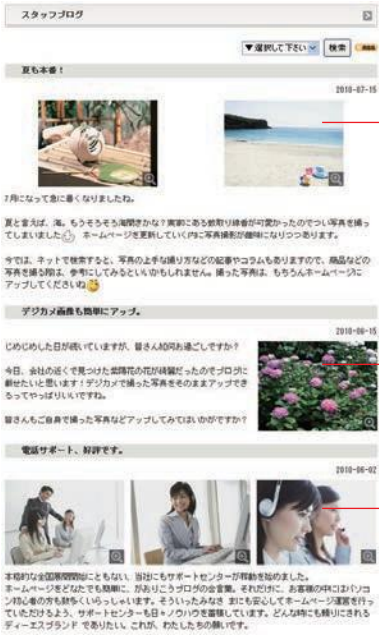 スタッフブログ
▼選択して下さい 検索
夏も本番！
2010-07-15
7月になって急に暑くなりましたね。
夏と言えば、海。もうそろそろ海開きかな？実家にある蚊取り線香が可愛かったのでつい写真を撮っ
てしまいました ホームページを更新していく内に写真撮影が趣味になりつつあります。
今では、ネットで検索すると、写真の上手な撮り方などの記事やコラムもありますので、商品などの
写真を撮る際は、参考にしてみるといいかもしれません。撮った写真は、もちろんホームページに
アップしてくださいね
デジカメ画像も簡単にアップ。
2010-06-15
じめじめした日が続いていますが、皆さん如何お過しですか？
今日、会社の近くで見つけた紫陽花の花が綺麗だったのでブログに
載せたいと思います！デジカメで撮った写真をそのままアップでき
るってやっぱりいいですね。
皆さんもご自身で撮った写真などアップしてみてはいかがですか？
電話サポート、好評です。
2010-06-02
本格的な全国展開開始にともない、当社にもサポートセンターが稼動を始めました。
ホームページをどなたでも簡単に、がおりこうブログの合言葉。それだけに、お客様の中にはパソコ
ン初心者の方も数多くいらっしゃいます。そういったみなさまにも安心してホームページ運営を行っ
ていただけるよう、サポートセンターも日々ノウハウを蓄積しています。どんな時にも頼りにされる
ディーエスブランド でありたい。これが、わたしたちの願いです。